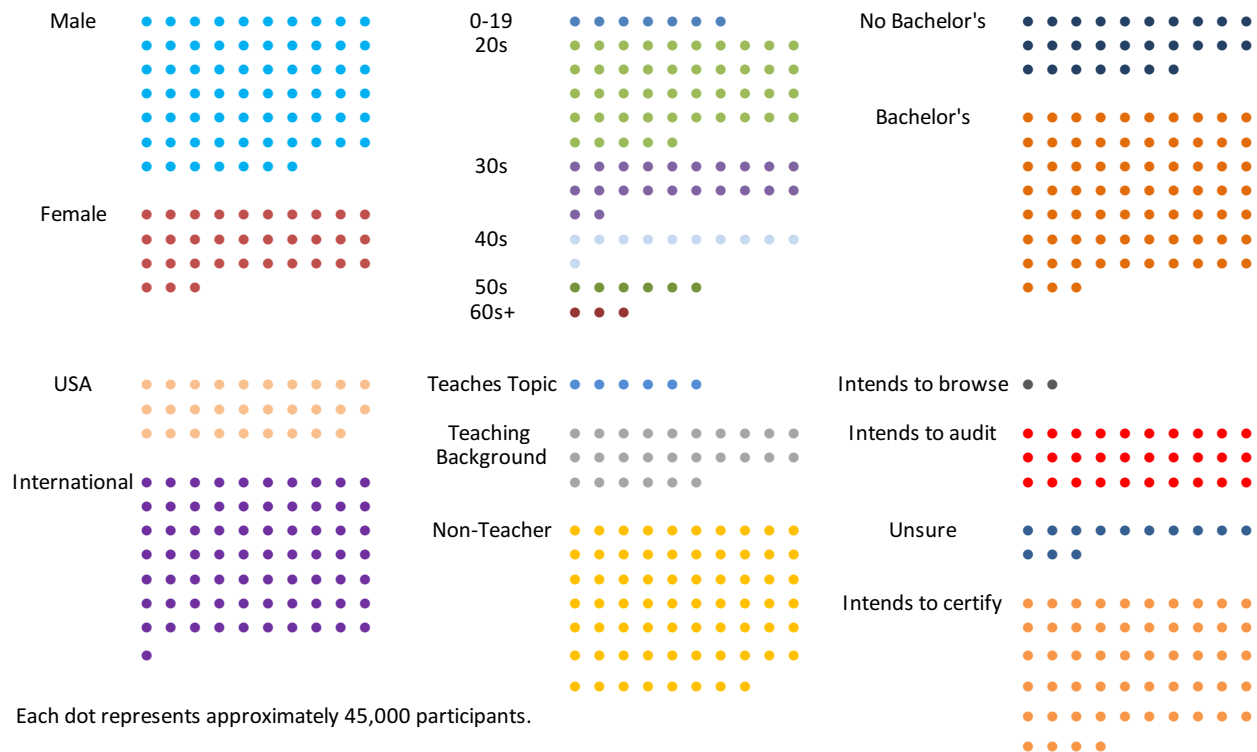 Male
0-19
No Bachelor's
20s
Bachelor's
30s
Female
40s
50s
60s+
USA
Teaches Topic
Intends to browse
Teaching
Background
Intends to audit
International
Non-Teacher
Unsure
Intends to certify
Each dot represents approximately 45,000 participants.